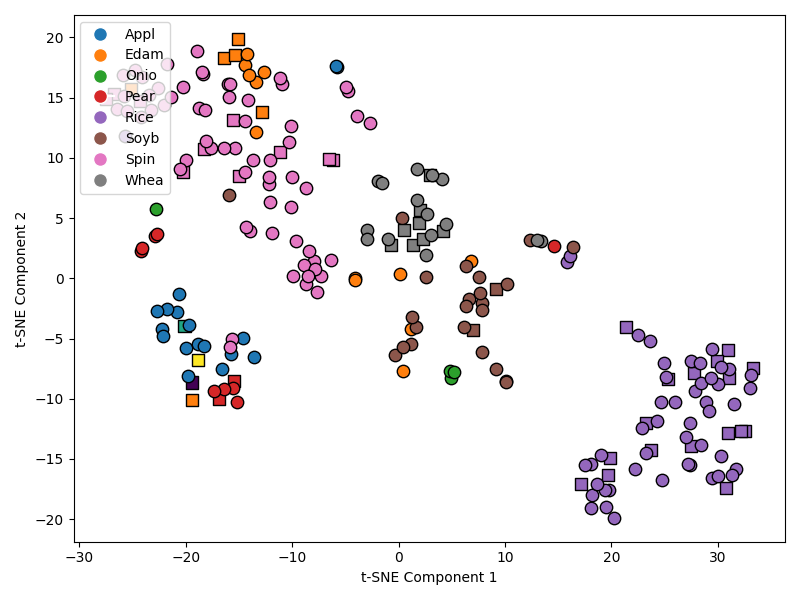 Appl
Edam
Onio
Pear
Rice
Soyb
Spin
Whea
20
15
10
5
0
−5
−10
−15
−20
t-SNE Component 2
−30 −20 −10 0 10 20 30
t-SNE Component 1